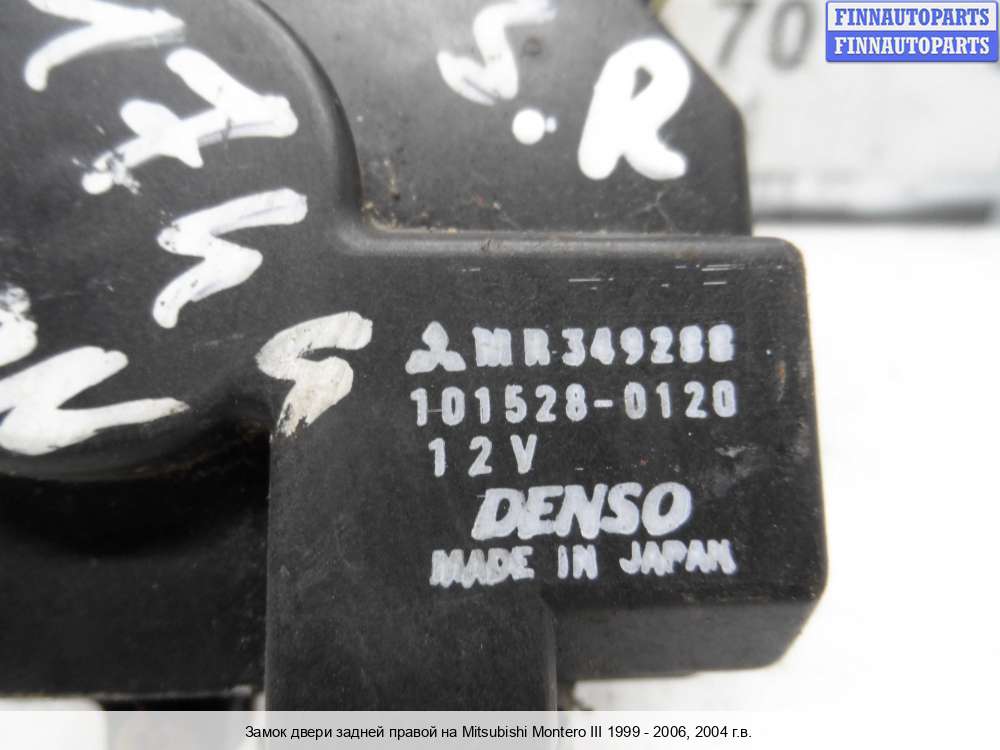 FINNAUTOPARTS
FINNAUTOPARTS
70
R
MR349288
101528-0120
12V
DENSO
MADE IN JAPAN
Замок двери задней правой на Mitsubishi Montero III 1999 - 2006, 2004 г.в.